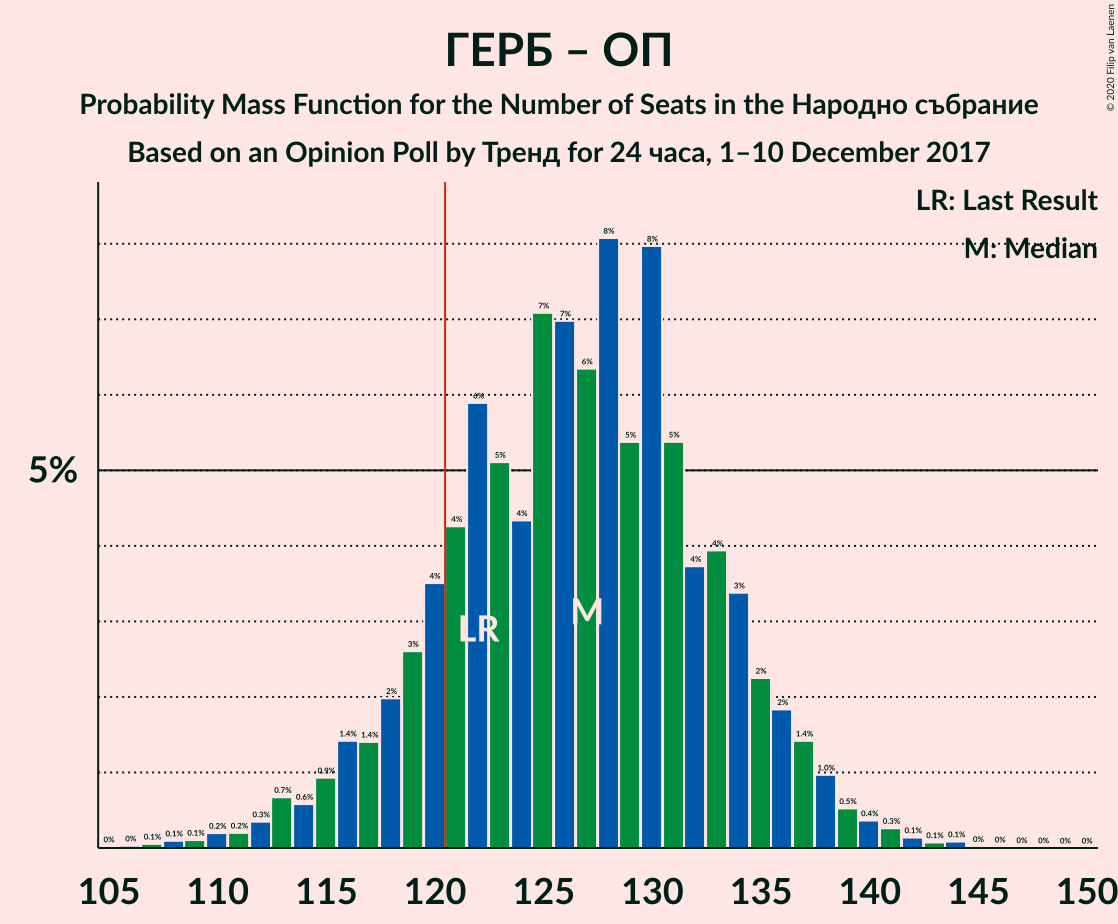 ГЕРБ – ОП
Probability Mass Function for the Number of Seats in the Народно събрание
Based on an Opinion Poll by Тренд for 24 часа, 1–10 December 2017
© 2020 Filip van Laenen
LR: Last Result
M: Median
5%
0% 0% 0.1% 0.1% 0.1% 0.2% 0.2% 0.3% 0.7% 0.6% 0.9% 1.4% 1.4% 2% 3% 4% 4% 6% 5% 4% 7% 7% 6% 8% 5% 8% 5% 4% 4% 3% 2% 2% 1.4% 1.0% 0.5% 0.4% 0.3% 0.1% 0.1% 0.1% 0% 0% 0% 0% 0% 0%
LR M
105 110 115 120 125 130 135 140 145 150